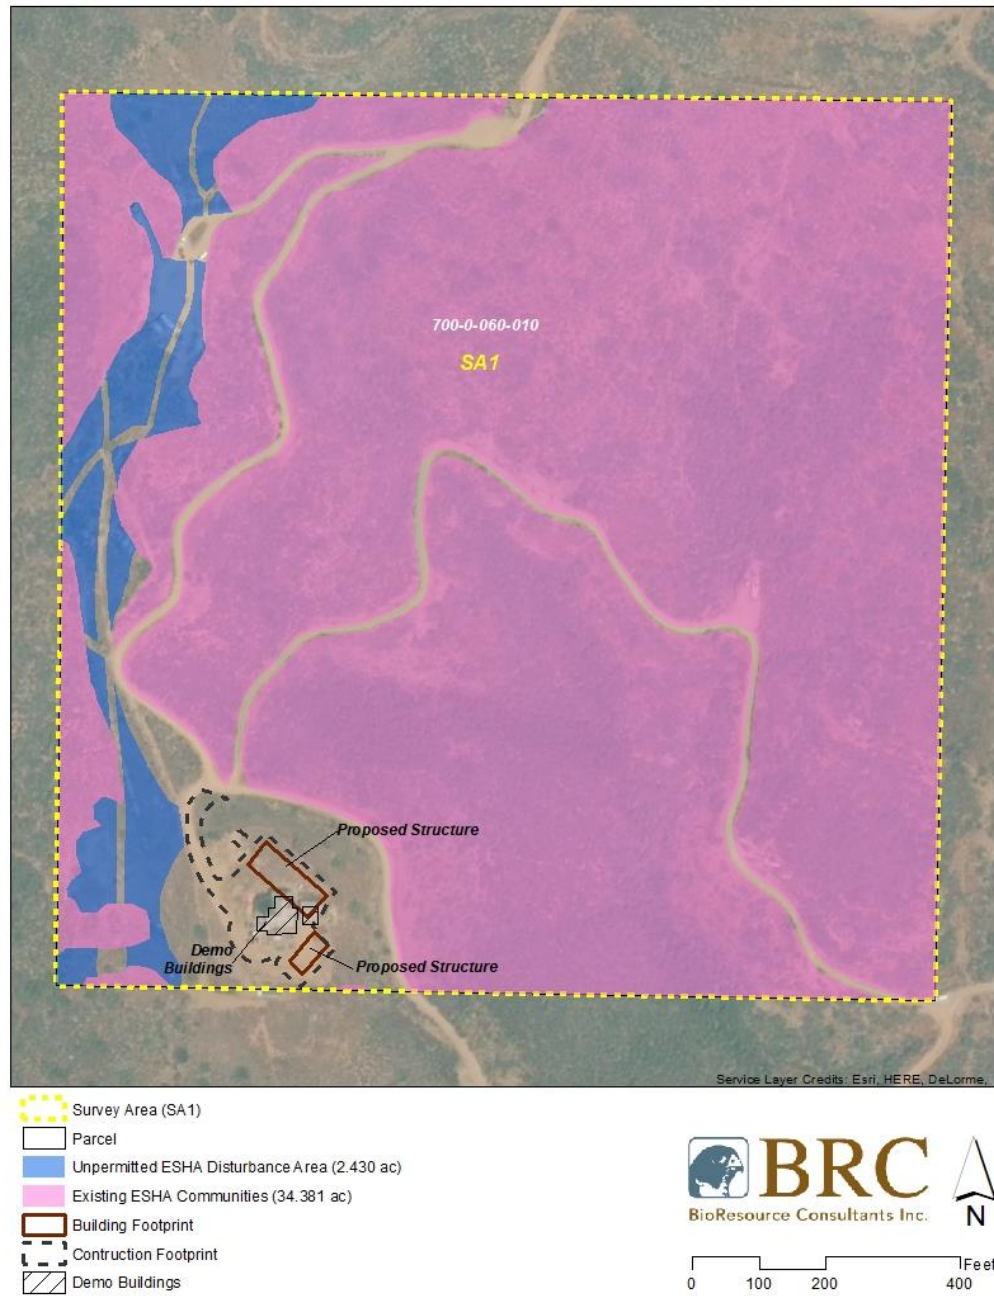 700-0-060-010
SA1
Proposed Structure
Demo
Buildings
Proposed Structure
Service Layer Credits: Esri, HERE, DeLorme,
Survey Area (SA1)
Parcel
Unpermitted ESHA Disturbance Area (2.430 ac)
Existing ESHA Communities (34.381 ac)
Building Footprint
Contruction Footprint
Demo Buildings
BRC
BioResource Consultants Inc.
N
Feet
0 100 200 400